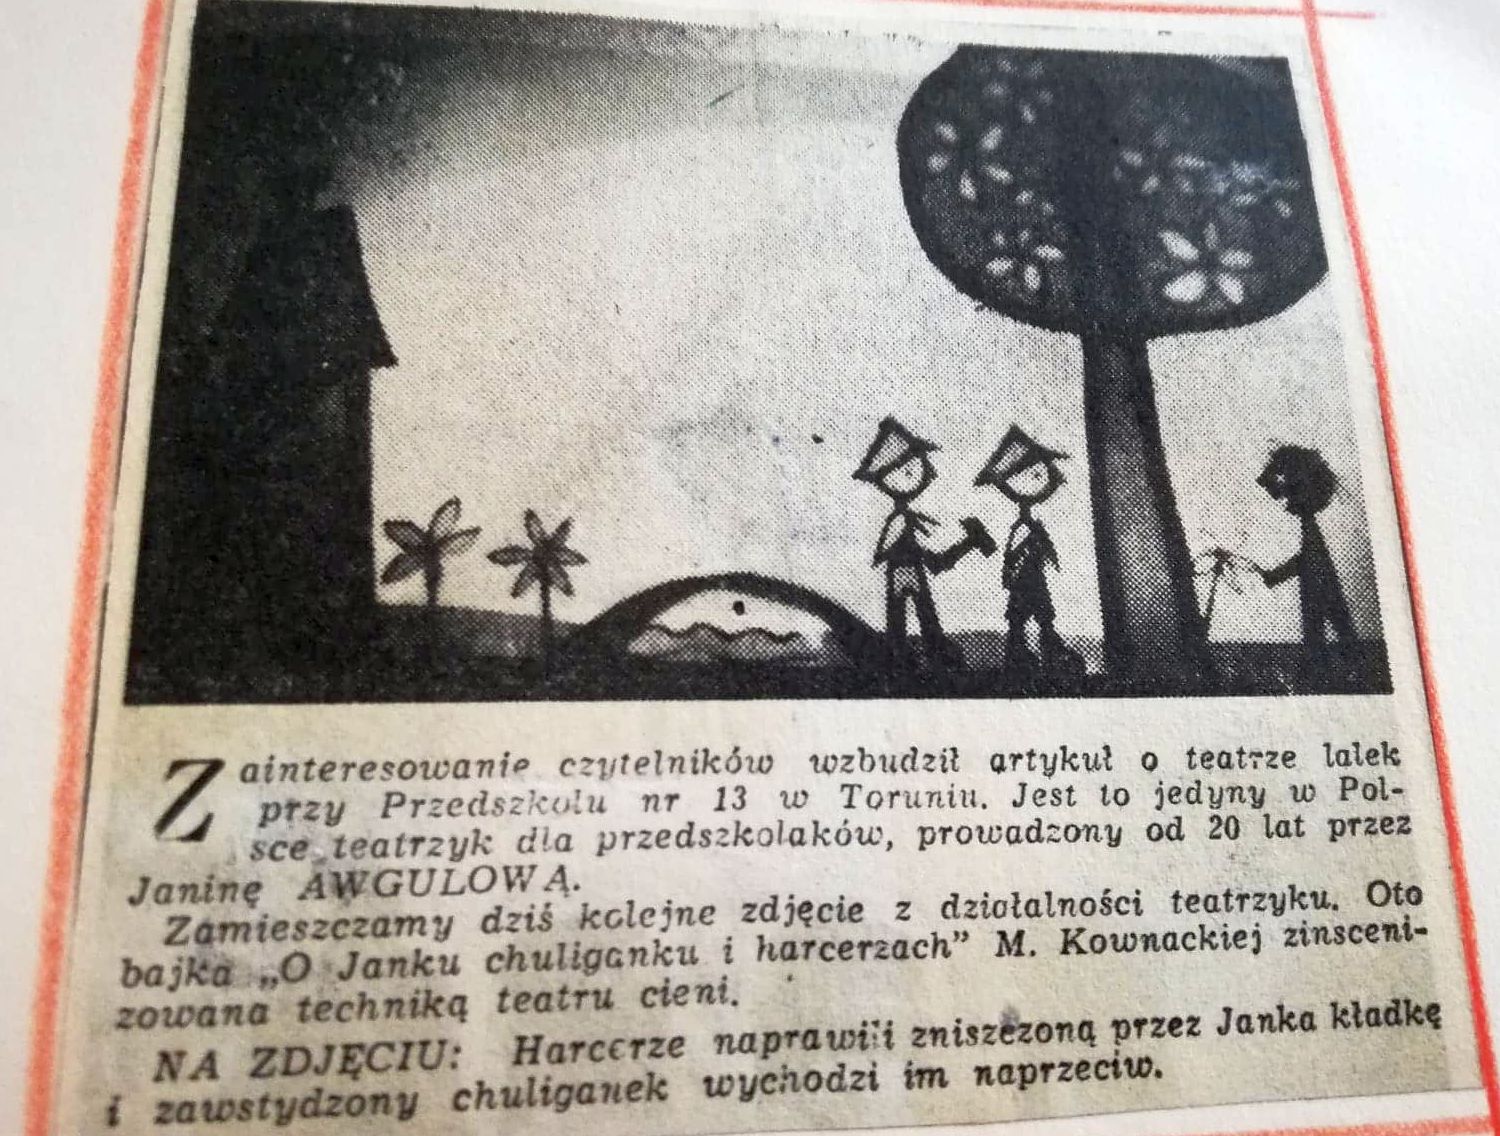 Zainteresowanie czytelników wzbudził artykuł o teatrze lalek
przy Przedszkolu nr 13 w Toruniu. Jest to jedyny w Pol-
sce teatrzyk dla przedszkolaków, prowadzony od 20 lat przez
Janinę AWGULOWĄ.
Zamieszczamy dziś kolejne zdjęcie z działalności teatrzyku. Oto
bajka „O Janku chuliganku i harcerzach” M. Kownackiej zinsceni-
zowana techniką teatru cieni.
NA ZDJĘCIU: Harcerze naprawili zniszczoną przez Janka kładkę
i zawstydzony chuliganek wychodzi im naprzeciw.